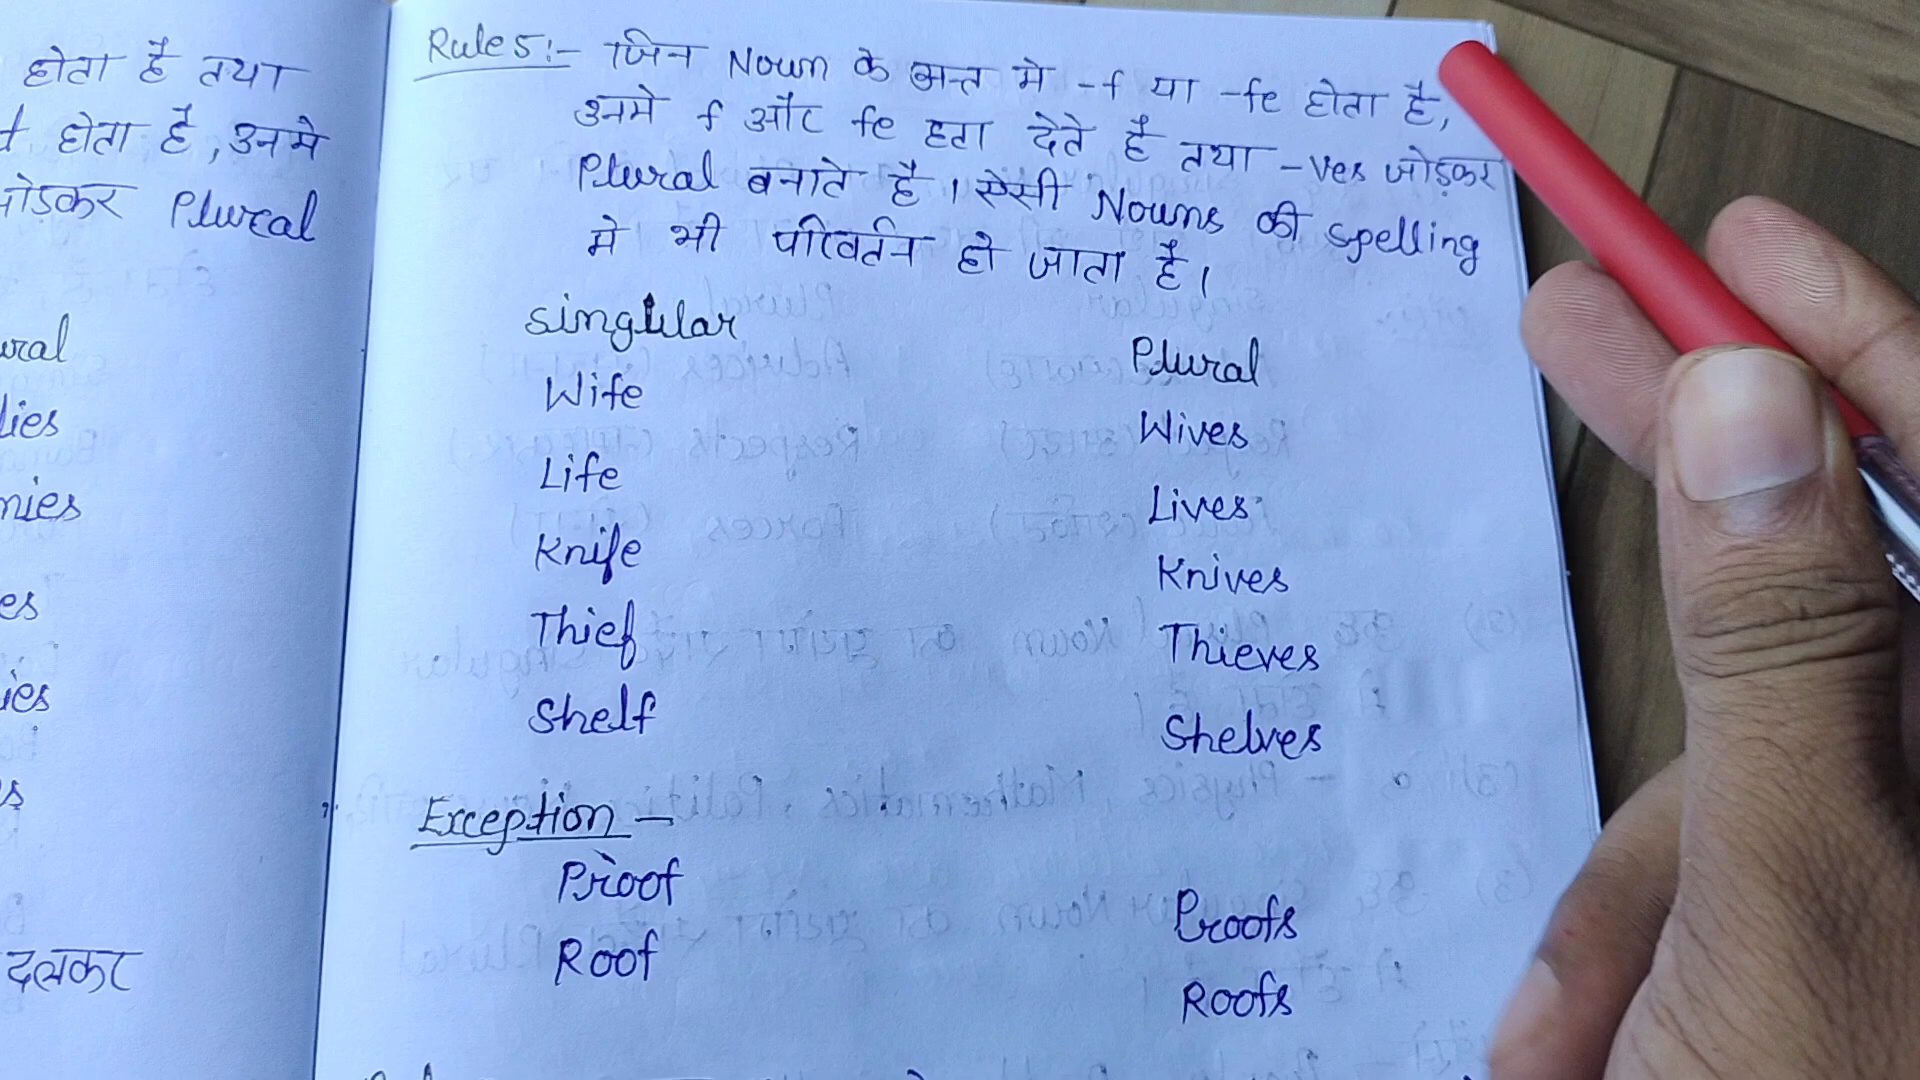 होता है तथा
होता है, उनमे
जोडकर Plural
ural
lies
nies
es
ies
s
Rule 5:- जिन Noun के अन्त मे -f या -fe होता है,
उनमे f और fe हटा देते है तथा -ves जोड़कर
Plural बनाते है। ऐसी Nouns की spelling
मे भी परिवर्तन हो जाता है।
Singular Plural
Wife Wives
Life Lives
Knife Knives
Thief Thieves
Shelf Shelves
Exception -
Proof Proofs
Roof Roofs